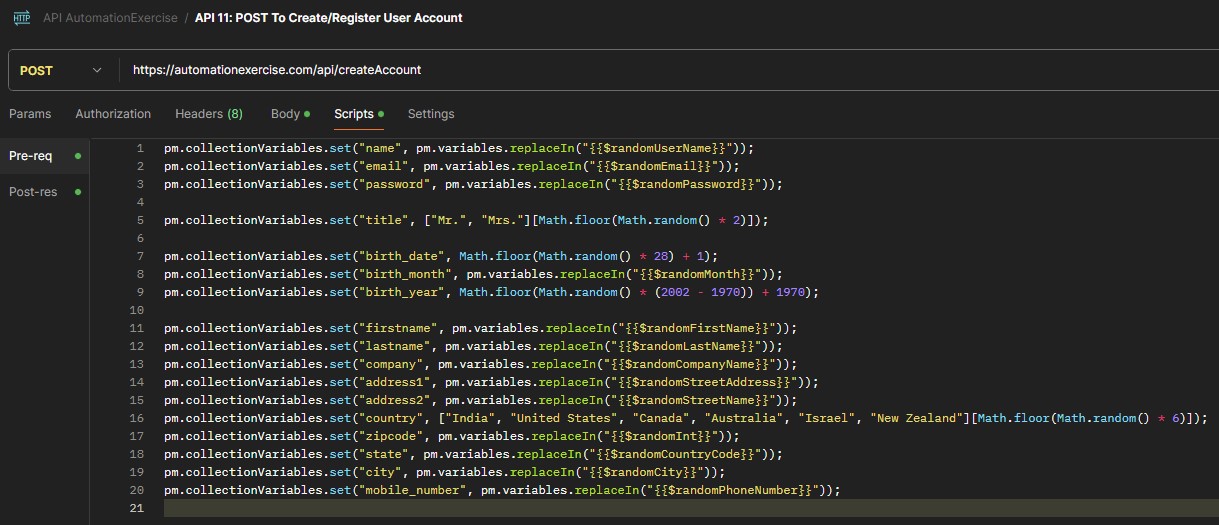 HTTP API AutomationExercise / API 11: POST To Create/Register User Account
POST https://automationexercise.com/api/createAccount
Params Authorization Headers (8) Body Scripts Settings
Pre-req
Post-res
1 pm.collectionVariables.set("name", pm.variables.replaceIn("{{$randomUserName}}"));
2 pm.collectionVariables.set("email", pm.variables.replaceIn("{{$randomEmail}}"));
3 pm.collectionVariables.set("password", pm.variables.replaceIn("{{$randomPassword}}"));
4
5 pm.collectionVariables.set("title", ["Mr.", "Mrs."][Math.floor(Math.random() * 2)]);
6
7 pm.collectionVariables.set("birth_date", Math.floor(Math.random() * 28) + 1);
8 pm.collectionVariables.set("birth_month", pm.variables.replaceIn("{{$randomMonth}}"));
9 pm.collectionVariables.set("birth_year", Math.floor(Math.random() * (2002 - 1970)) + 1970);
10
11 pm.collectionVariables.set("firstname", pm.variables.replaceIn("{{$randomFirstName}}"));
12 pm.collectionVariables.set("lastname", pm.variables.replaceIn("{{$randomLastName}}"));
13 pm.collectionVariables.set("company", pm.variables.replaceIn("{{$randomCompanyName}}"));
14 pm.collectionVariables.set("address1", pm.variables.replaceIn("{{$randomStreetAddress}}"));
15 pm.collectionVariables.set("address2", pm.variables.replaceIn("{{$randomStreetName}}"));
16 pm.collectionVariables.set("country", ["India", "United States", "Canada", "Australia", "Israel", "New Zealand"][Math.floor(Math.random() * 6)]);
17 pm.collectionVariables.set("zipcode", pm.variables.replaceIn("{{$randomInt}}"));
18 pm.collectionVariables.set("state", pm.variables.replaceIn("{{$randomCountryCode}}"));
19 pm.collectionVariables.set("city", pm.variables.replaceIn("{{$randomCity}}"));
20 pm.collectionVariables.set("mobile_number", pm.variables.replaceIn("{{$randomPhoneNumber}}"));
21